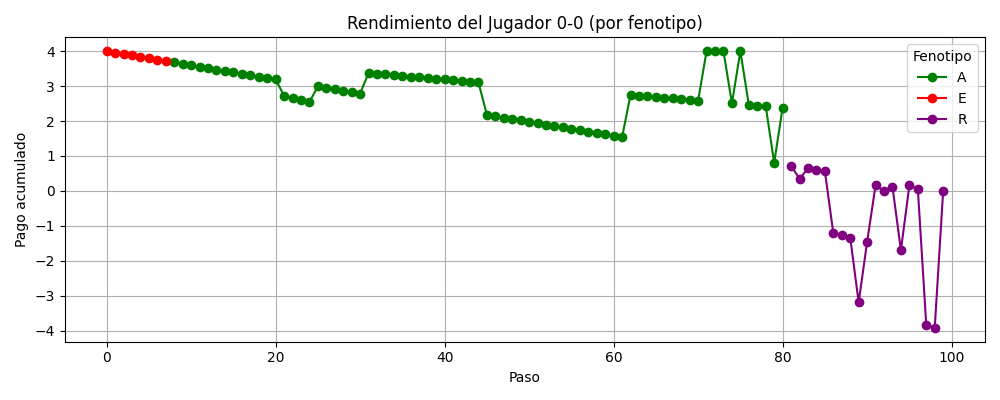 Rendimiento del Jugador 0-0 (por fenotipo)
Pago acumulado
4
3
2
1
0
−1
−2
−3
−4
Fenotipo
A
E
R
0
20
40
60
80
100
Paso